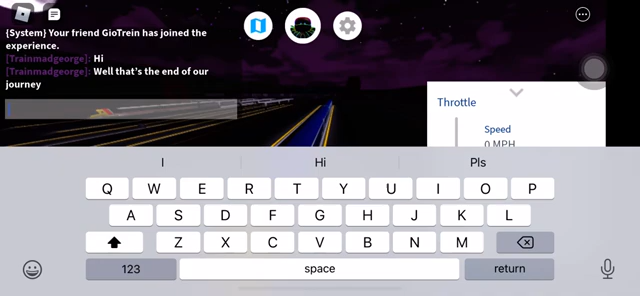 {System} Your friend GioTrein has joined the
experience.
[Trainmadgeorge]: Hi
[Trainmadgeorge]: Well that's the end of our
journey
Throttle
Speed
0 MPH
I Hi Pls
Q W E R T Y U I O P
A S D F G H J K L
Z X C V B N M
123 space return